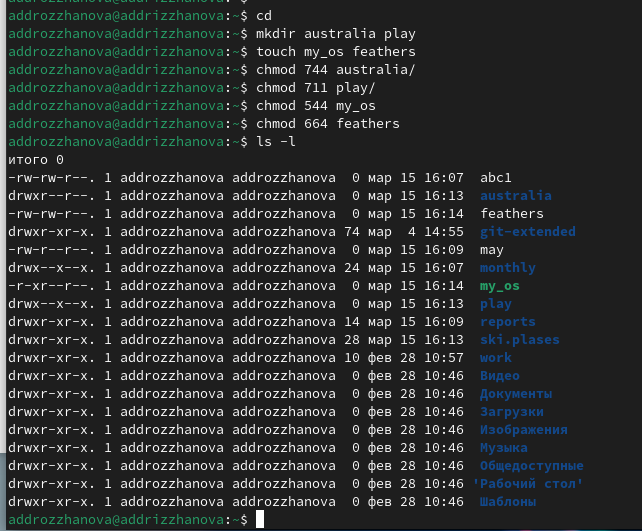 addrozzhanova@addrizzhanova:~$ cd
addrozzhanova@addrizzhanova:~$ mkdir australia play
addrozzhanova@addrizzhanova:~$ touch my_os feathers
addrozzhanova@addrizzhanova:~$ chmod 744 australia/
addrozzhanova@addrizzhanova:~$ chmod 711 play/
addrozzhanova@addrizzhanova:~$ chmod 544 my_os
addrozzhanova@addrizzhanova:~$ chmod 664 feathers
addrozzhanova@addrizzhanova:~$ ls -l
итого 0
-rw-rw-r--. 1 addrozzhanova addrozzhanova  0 мар 15 16:07  abc1
drwxr--r--. 1 addrozzhanova addrozzhanova  0 мар 15 16:13  australia
-rw-rw-r--. 1 addrozzhanova addrozzhanova  0 мар 15 16:14  feathers
drwxr-xr-x. 1 addrozzhanova addrozzhanova 74 мар  4 14:55  git-extended
-rw-r--r--. 1 addrozzhanova addrozzhanova  0 мар 15 16:09  may
drwx--x--x. 1 addrozzhanova addrozzhanova 24 мар 15 16:07  monthly
-r-xr--r--. 1 addrozzhanova addrozzhanova  0 мар 15 16:14  my_os
drwx--x--x. 1 addrozzhanova addrozzhanova  0 мар 15 16:13  play
drwxr-xr-x. 1 addrozzhanova addrozzhanova 14 мар 15 16:09  reports
drwxr-xr-x. 1 addrozzhanova addrozzhanova 28 мар 15 16:13  ski.plases
drwxr-xr-x. 1 addrozzhanova addrozzhanova 10 фев 28 10:57  work
drwxr-xr-x. 1 addrozzhanova addrozzhanova  0 фев 28 10:46  Видео
drwxr-xr-x. 1 addrozzhanova addrozzhanova  0 фев 28 10:46  Документы
drwxr-xr-x. 1 addrozzhanova addrozzhanova  0 фев 28 10:46  Загрузки
drwxr-xr-x. 1 addrozzhanova addrozzhanova  0 фев 28 10:46  Изображения
drwxr-xr-x. 1 addrozzhanova addrozzhanova  0 фев 28 10:46  Музыка
drwxr-xr-x. 1 addrozzhanova addrozzhanova  0 фев 28 10:46  Общедоступные
drwxr-xr-x. 1 addrozzhanova addrozzhanova  0 фев 28 10:46 'Рабочий стол'
drwxr-xr-x. 1 addrozzhanova addrozzhanova  0 фев 28 10:46  Шаблоны
addrozzhanova@addrizzhanova:~$